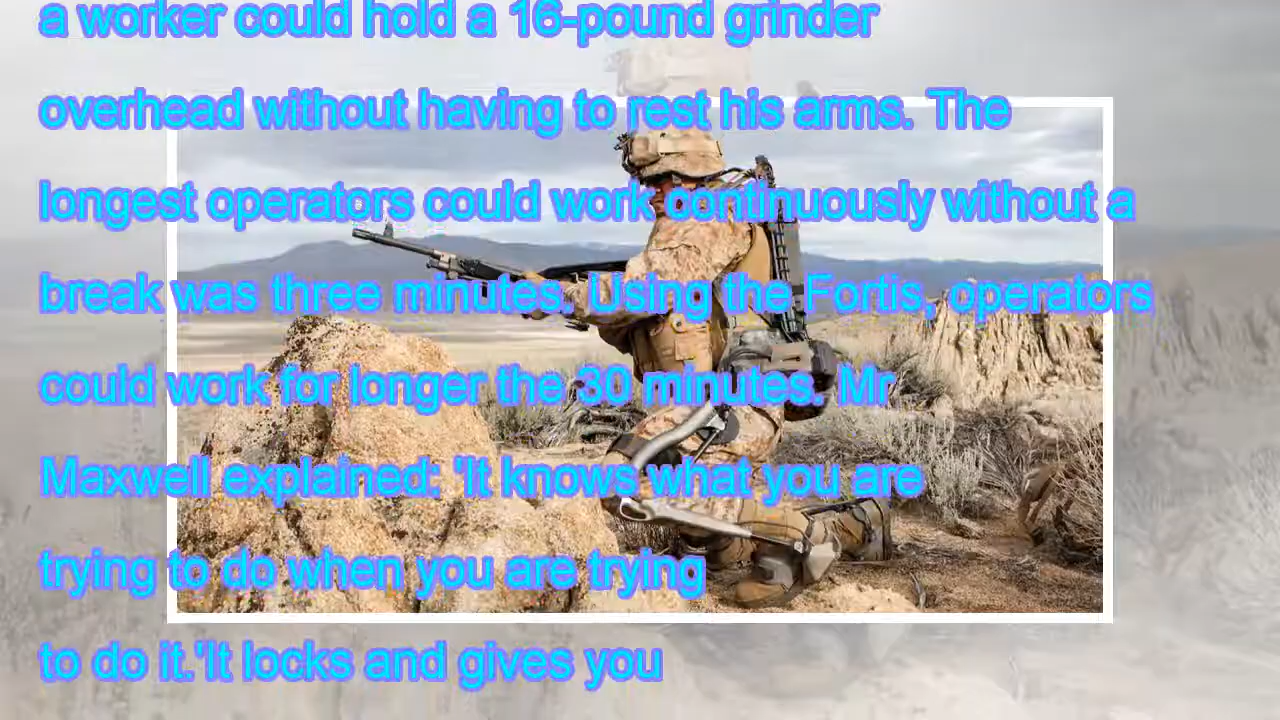 a worker could hold a 16-pound grinder
overhead without having to rest his arms. The
longest operators could work continuously without a
break was three minutes. Using the Fortis, operators
could work for longer the 30 minutes. Mr
Maxwell explained: 'It knows what you are
trying to do when you are trying
to do it.'It locks and gives you